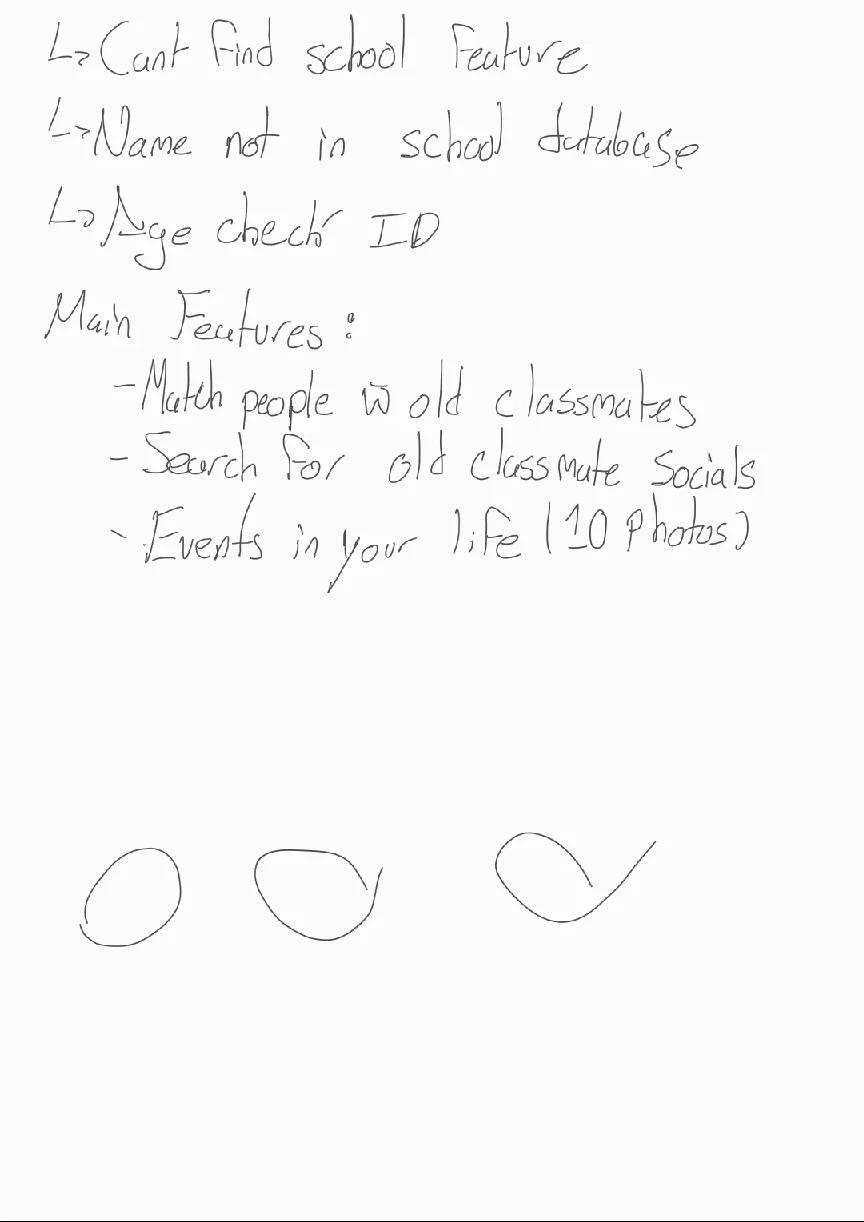 ↳ Cant find school feature
↳ Name not in school database
↳ Age check ID
Main Features:
- Match people w old classmates
- Search for old classmate Socials
- Events in your life (10 photos)